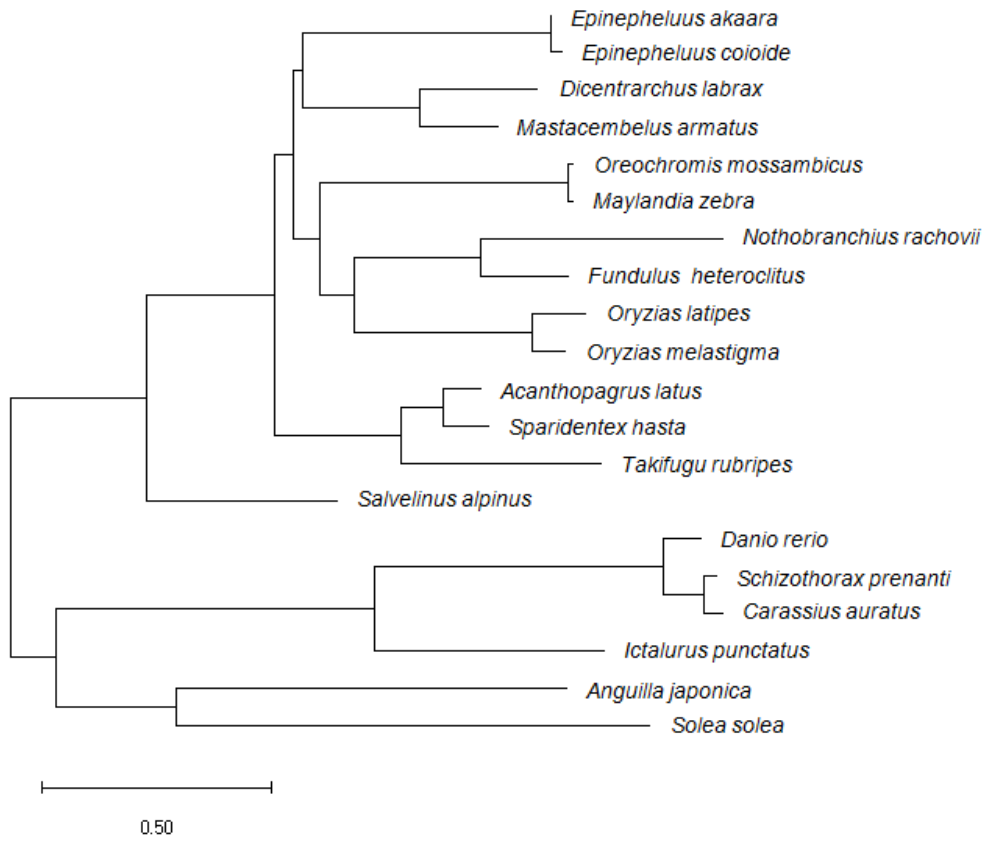 Epinepheluus akaara
Epinepheluus coioide
Dicentrarchus labrax
Mastacembelus armatus
Oreochromis mossambicus
Maylandia zebra
Nothobranchius rachovii
Fundulus heteroclitus
Oryzias latipes
Oryzias melastigma
Acanthopagrus latus
Sparidentex hasta
Takifugu rubripes
Salvelinus alpinus
Danio rerio
Schizothorax prenanti
Carassius auratus
Ictalurus punctatus
Anguilla japonica
Solea solea
0.50